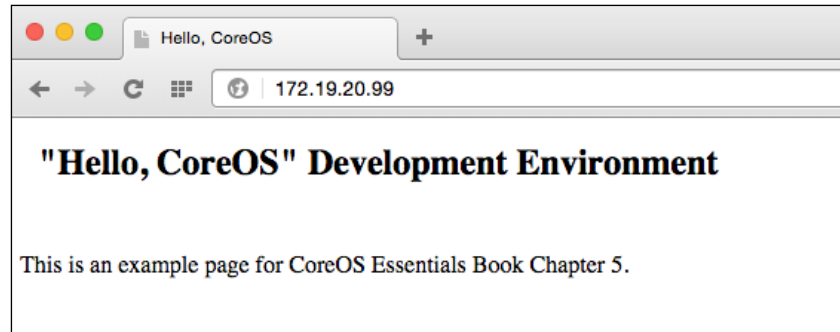 Hello, CoreOS
172.19.20.99
"Hello, CoreOS" Development Environment
This is an example page for CoreOS Essentials Book Chapter 5.